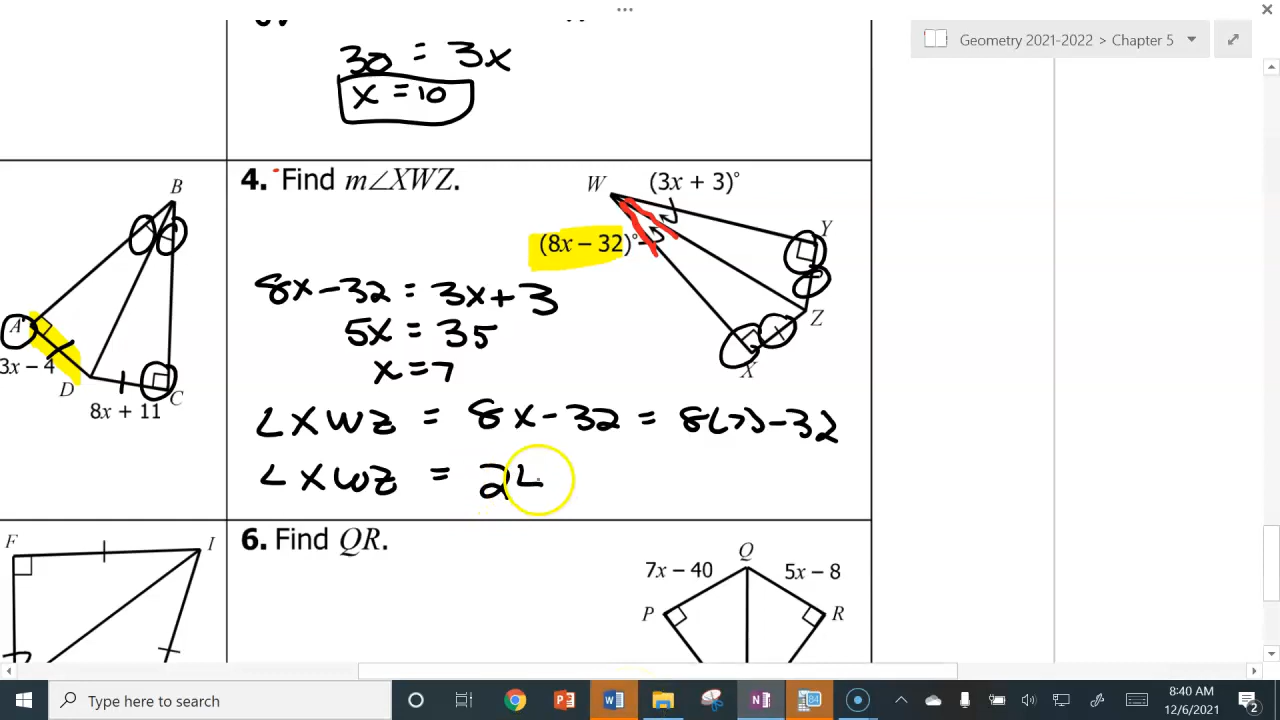 Geometry 2021-2022 > Chapter 5
30 = 3x
x = 10
4. Find m∠XWZ.
W
(3x + 3)°
(8x – 32)°
Y
Z
X
8x-32 = 3x+3
5x = 35
x = 7
∠XWZ = 8x-32 = 8(7)-32
∠XWZ = 24
B
A
3x – 4
D
8x + 11
C
F
I
6. Find QR.
Q
7x – 40
5x – 8
P
R
Type here to search
8:40 AM
12/6/2021
2